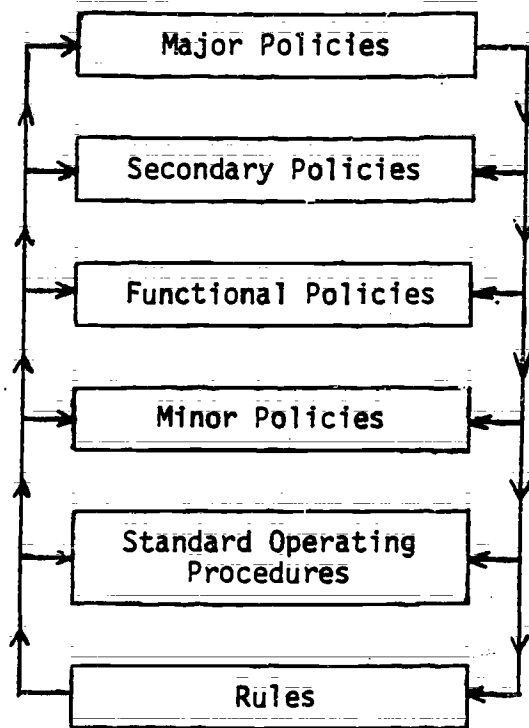 Major Policies
Secondary Policies
Functional Policies
Minor Policies
Standard Operating
Procedures
Rules